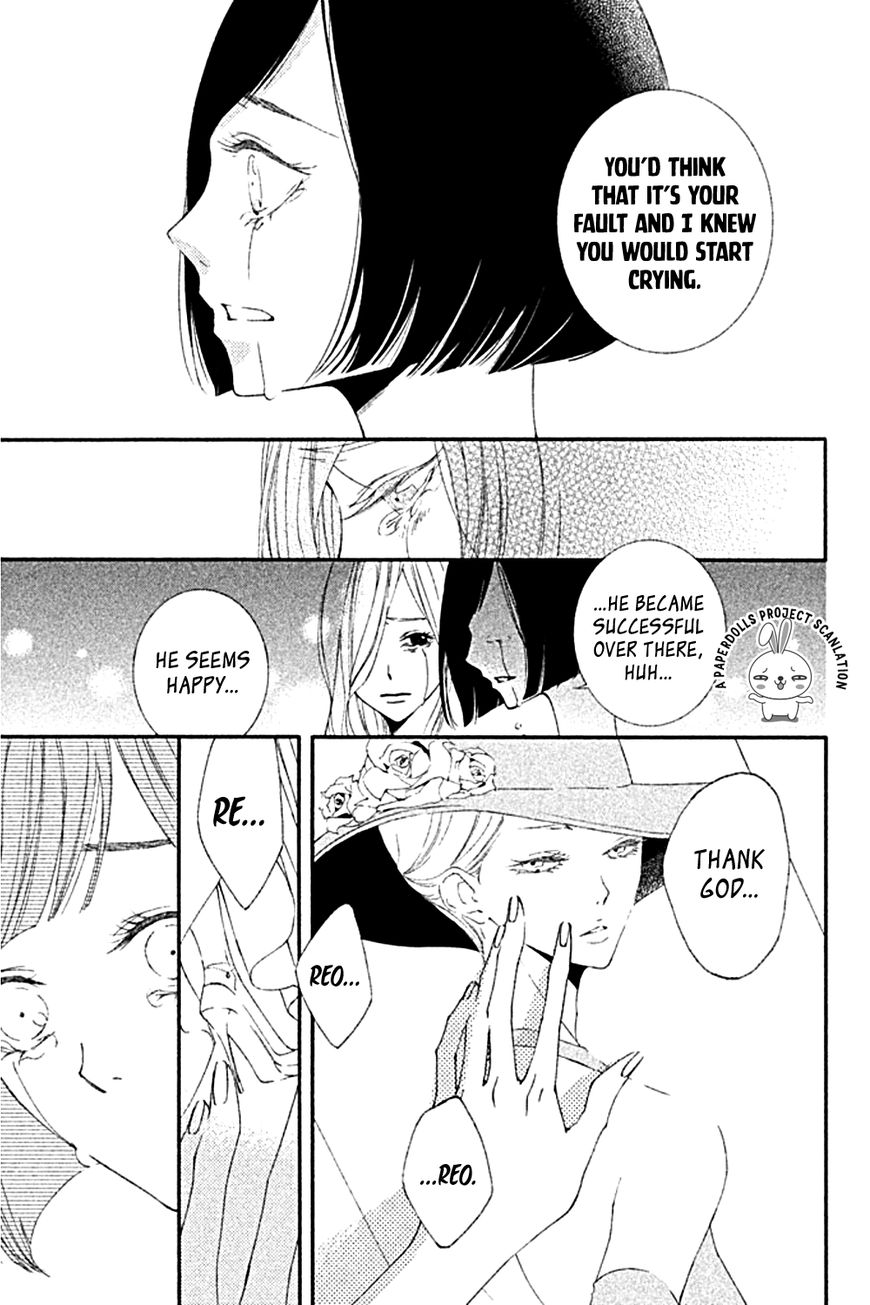 YOU'D THINK
THAT IT'S YOUR
FAULT AND I KNEW
YOU WOULD START
CRYING.
...HE BECAME
SUCCESSFUL
OVER THERE,
HUH...
HE SEEMS
HAPPY...
A PAPERDOLLS PROJECT SCANLATION
THANK
GOD...
REO...
...REO.
RE...